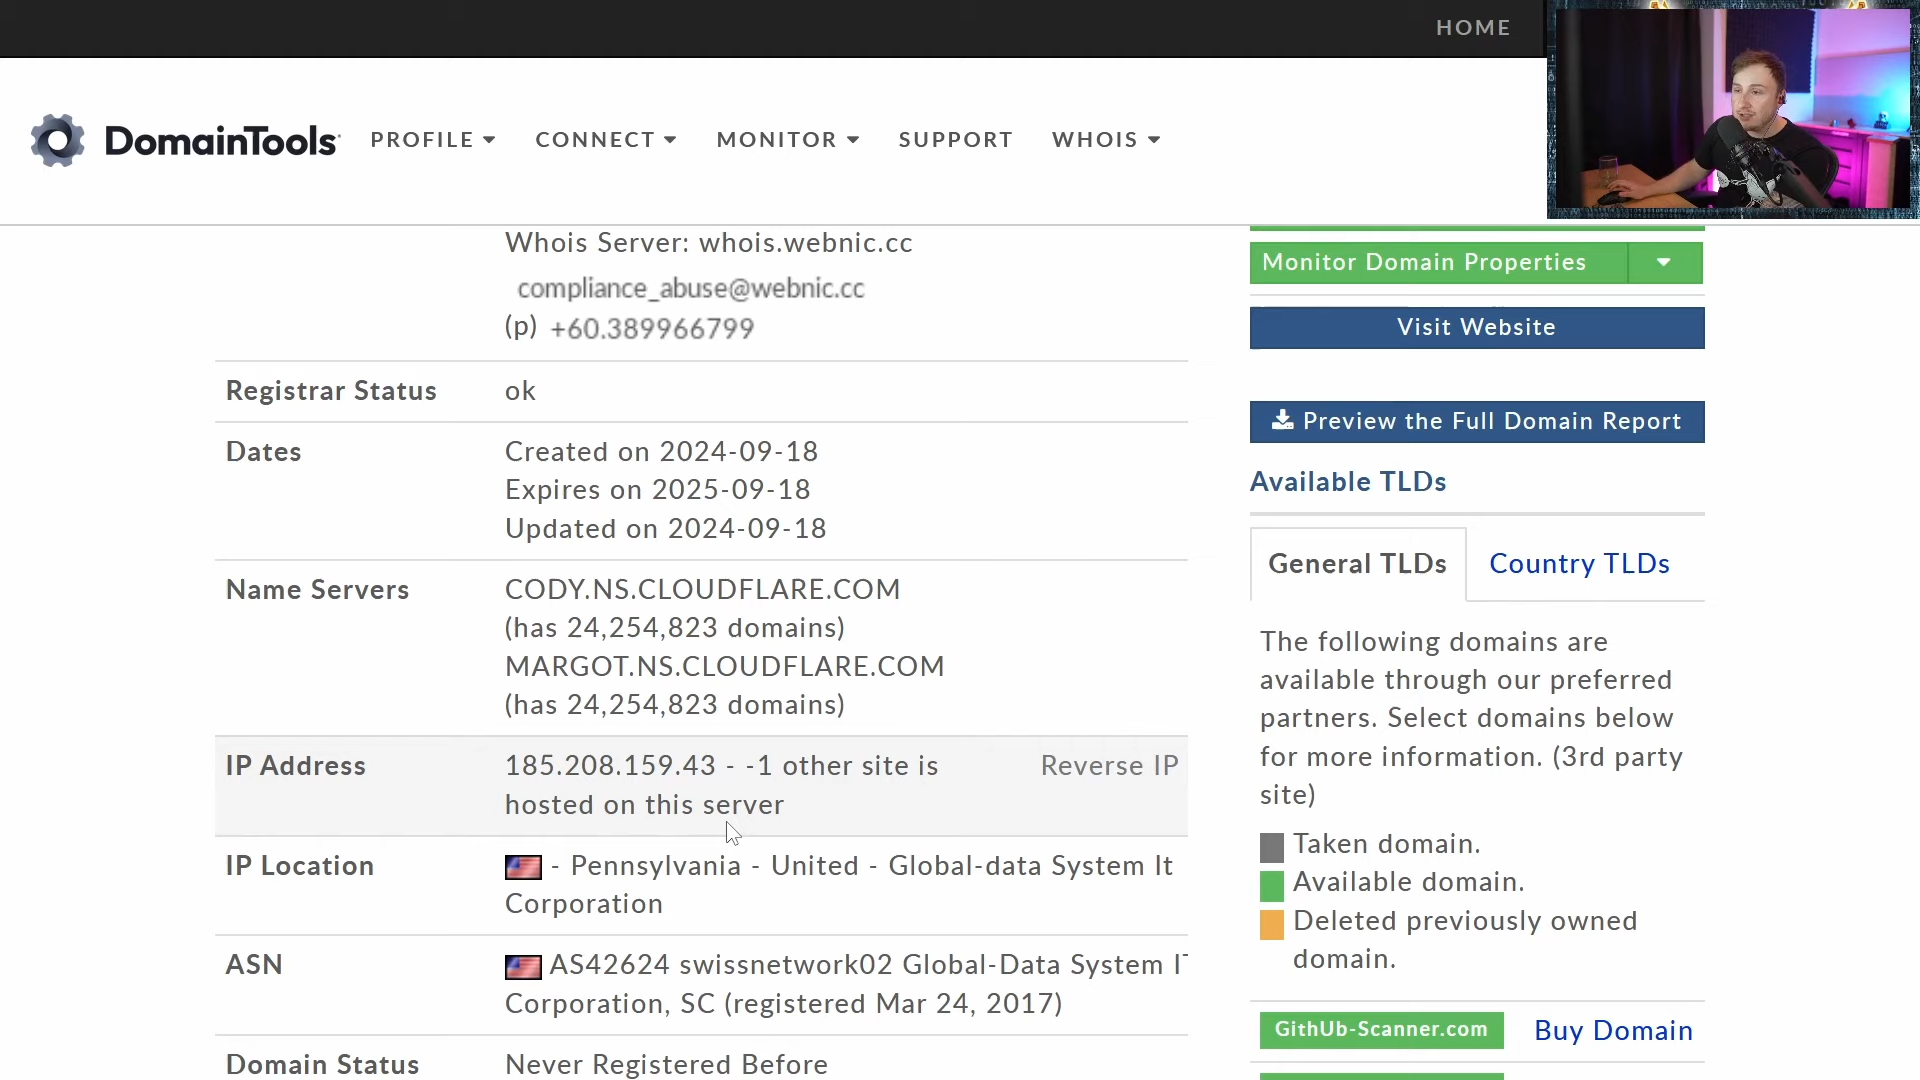 HOME
DomainTools
PROFILE
CONNECT
MONITOR
SUPPORT
WHOIS
Whois Server: whois.webnic.cc
compliance_abuse@webnic.cc
(p) +60.389966799
Registrar Status
ok
Dates
Created on 2024-09-18
Expires on 2025-09-18
Updated on 2024-09-18
Name Servers
CODY.NS.CLOUDFLARE.COM
(has 24,254,823 domains)
MARGOT.NS.CLOUDFLARE.COM
(has 24,254,823 domains)
IP Address
185.208.159.43 - -1 other site is
hosted on this server
Reverse IP
IP Location
- Pennsylvania - United - Global-data System It
Corporation
ASN
AS42624 swissnetwork02 Global-Data System IT
Corporation, SC (registered Mar 24, 2017)
Domain Status
Never Registered Before
Monitor Domain Properties
Visit Website
Preview the Full Domain Report
Available TLDs
General TLDs
Country TLDs
The following domains are
available through our preferred
partners. Select domains below
for more information. (3rd party
site)
Taken domain.
Available domain.
Deleted previously owned
domain.
GithUb-Scanner.com
Buy Domain